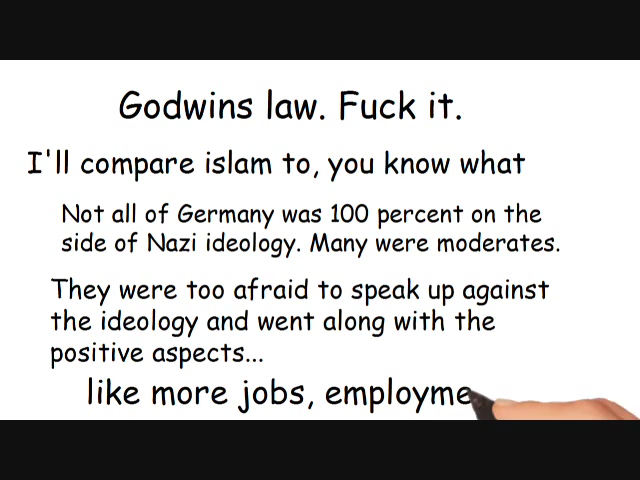 Godwins law. Fuck it.
I'll compare islam to, you know what
Not all of Germany was 100 percent on the
side of Nazi ideology. Many were moderates.
They were too afraid to speak up against
the ideology and went along with the
positive aspects...
like more jobs, employme